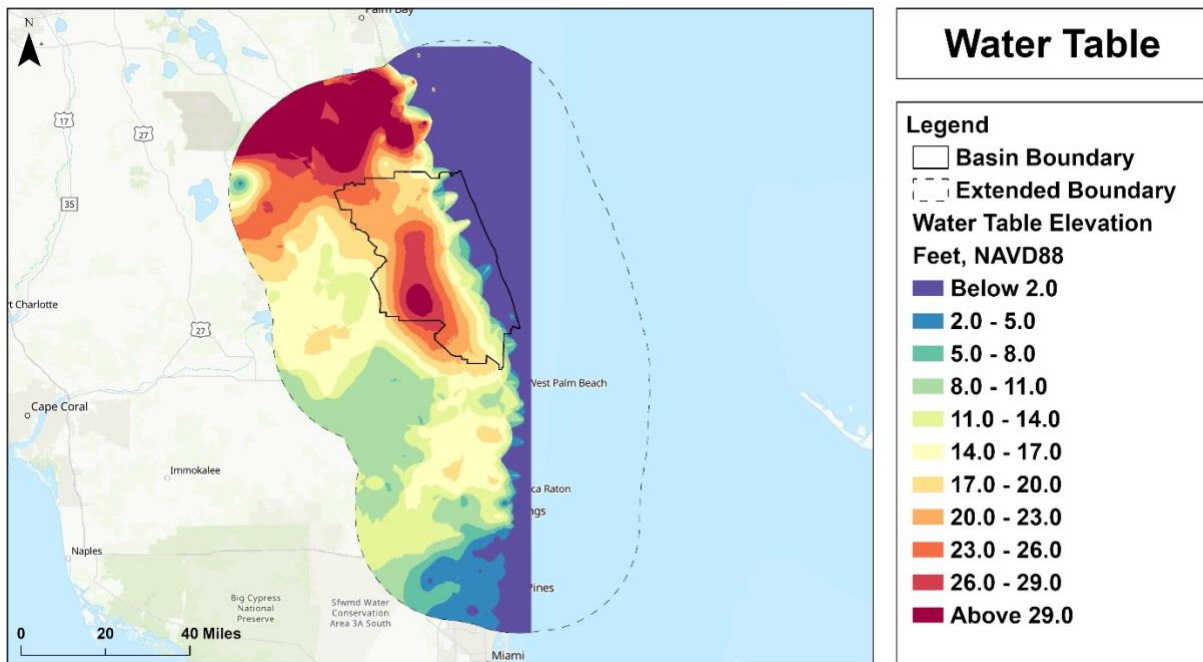 Palm Bay
N
17
27
35
rt Charlotte
27
West Palm Beach
Cape Coral
Immokalee
ca Raton
ngs
Naples
Pines
Big Cypress
National
Preserve
Sfwmd Water
Conservation
Area 3A South
0 20 40 Miles
Miami
Water Table
Legend
Basin Boundary
Extended Boundary
Water Table Elevation
Feet, NAVD88
Below 2.0
2.0 - 5.0
5.0 - 8.0
8.0 - 11.0
11.0 - 14.0
14.0 - 17.0
17.0 - 20.0
20.0 - 23.0
23.0 - 26.0
26.0 - 29.0
Above 29.0